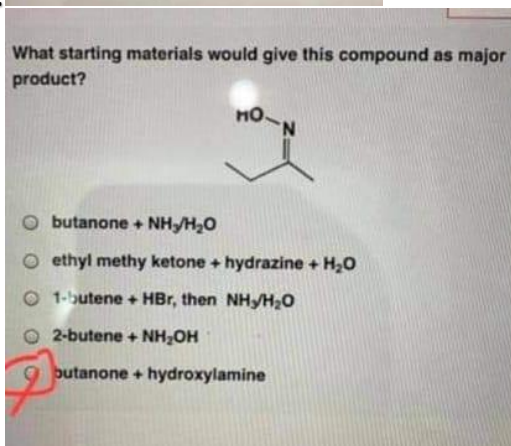 What starting materials would give this compound as major
product?
HO
N
butanone + NH₃/H₂O
ethyl methy ketone + hydrazine + H₂O
1-butene + HBr, then NH₃/H₂O
2-butene + NH₂OH
butanone + hydroxylamine